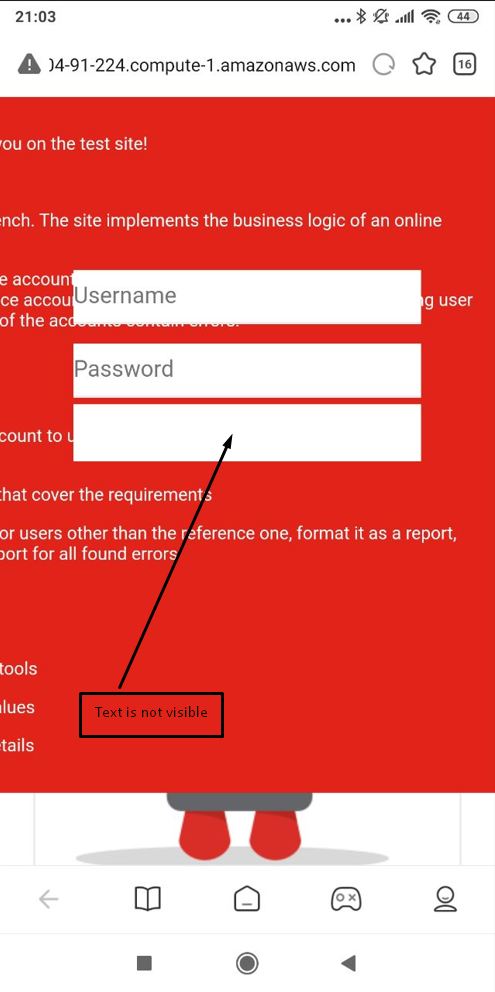 21:03
44
04-91-224.compute-1.amazonaws.com
16
you on the test site!
ench. The site implements the business logic of an online
e account
ce accou
ng user
of the accounts contain errors.
Username
Password
count to u
that cover the requirements
or users other than the reference one, format it as a report,
port for all found errors
tools
alues
etails
Text is not visible